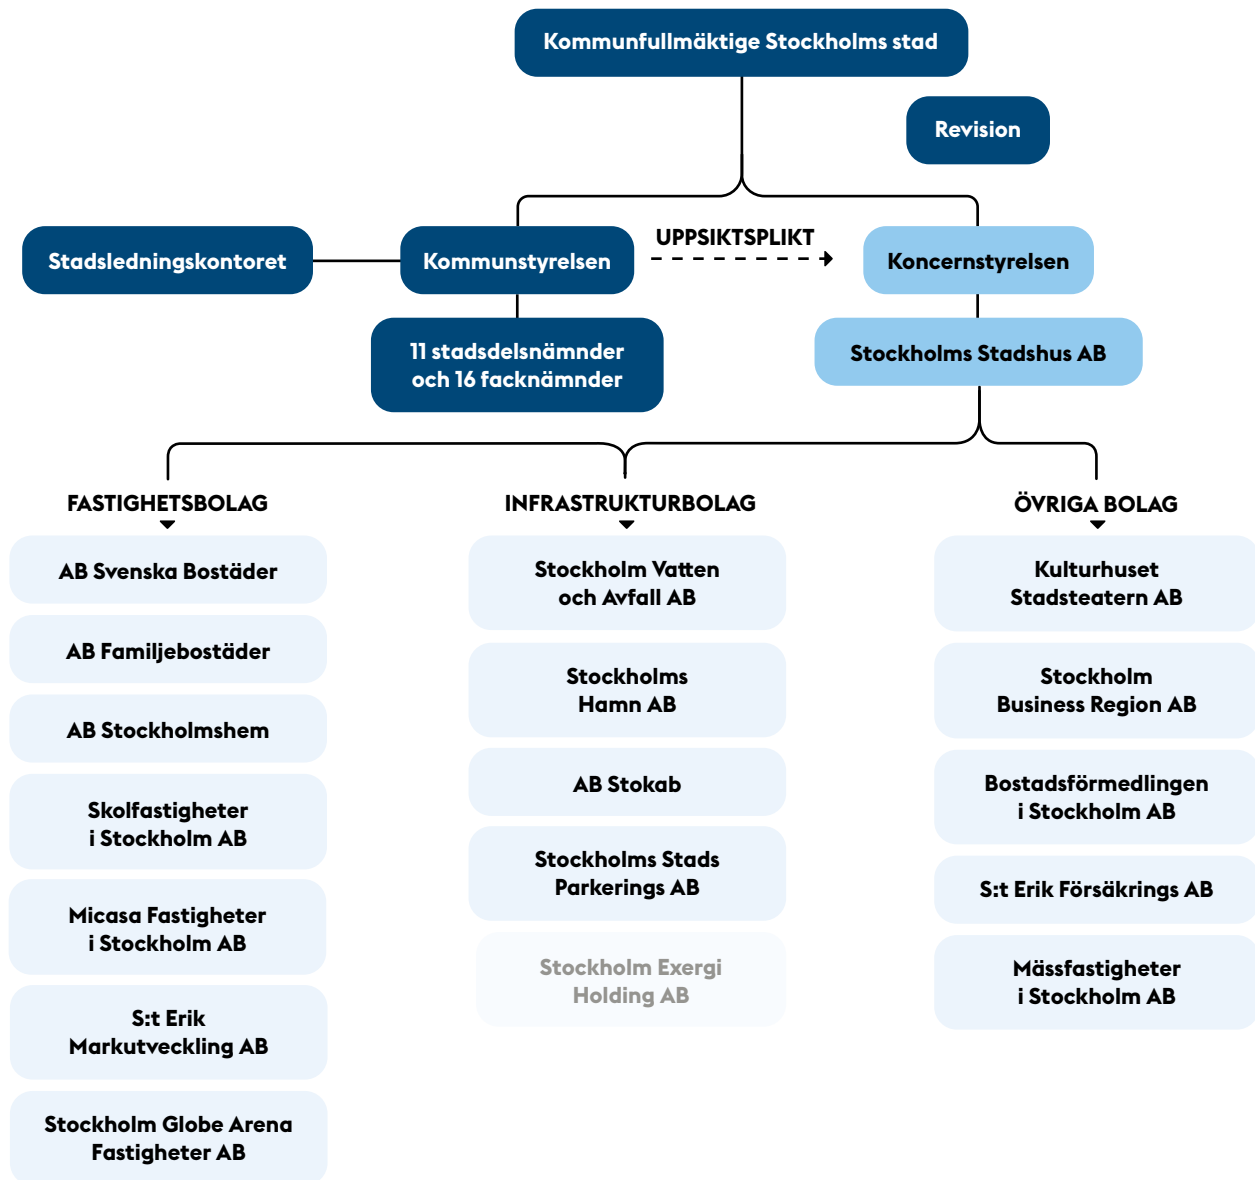 Kommunfullmäktige Stockholms stad
Revision
Stadsledningskontoret
Kommunstyrelsen
UPPSIKTSPLIKT
Koncernstyrelsen
11 stadsdelsnämnder
och 16 facknämnder
Stockholms Stadshus AB
FASTIGHETSBOLAG
AB Svenska Bostäder
AB Familjebostäder
AB Stockholmshem
Skolfastigheter
i Stockholm AB
Micasa Fastigheter
i Stockholm AB
S:t Erik
Markutveckling AB
Stockholm Globe Arena
Fastigheter AB
INFRASTRUKTURBOLAG
Stockholm Vatten
och Avfall AB
Stockholms
Hamn AB
AB Stokab
Stockholms Stads
Parkerings AB
Stockholm Exergi
Holding AB
ÖVRIGA BOLAG
Kulturhuset
Stadsteatern AB
Stockholm
Business Region AB
Bostadsförmedlingen
i Stockholm AB
S:t Erik Försäkrings AB
Mässfastigheter
i Stockholm AB